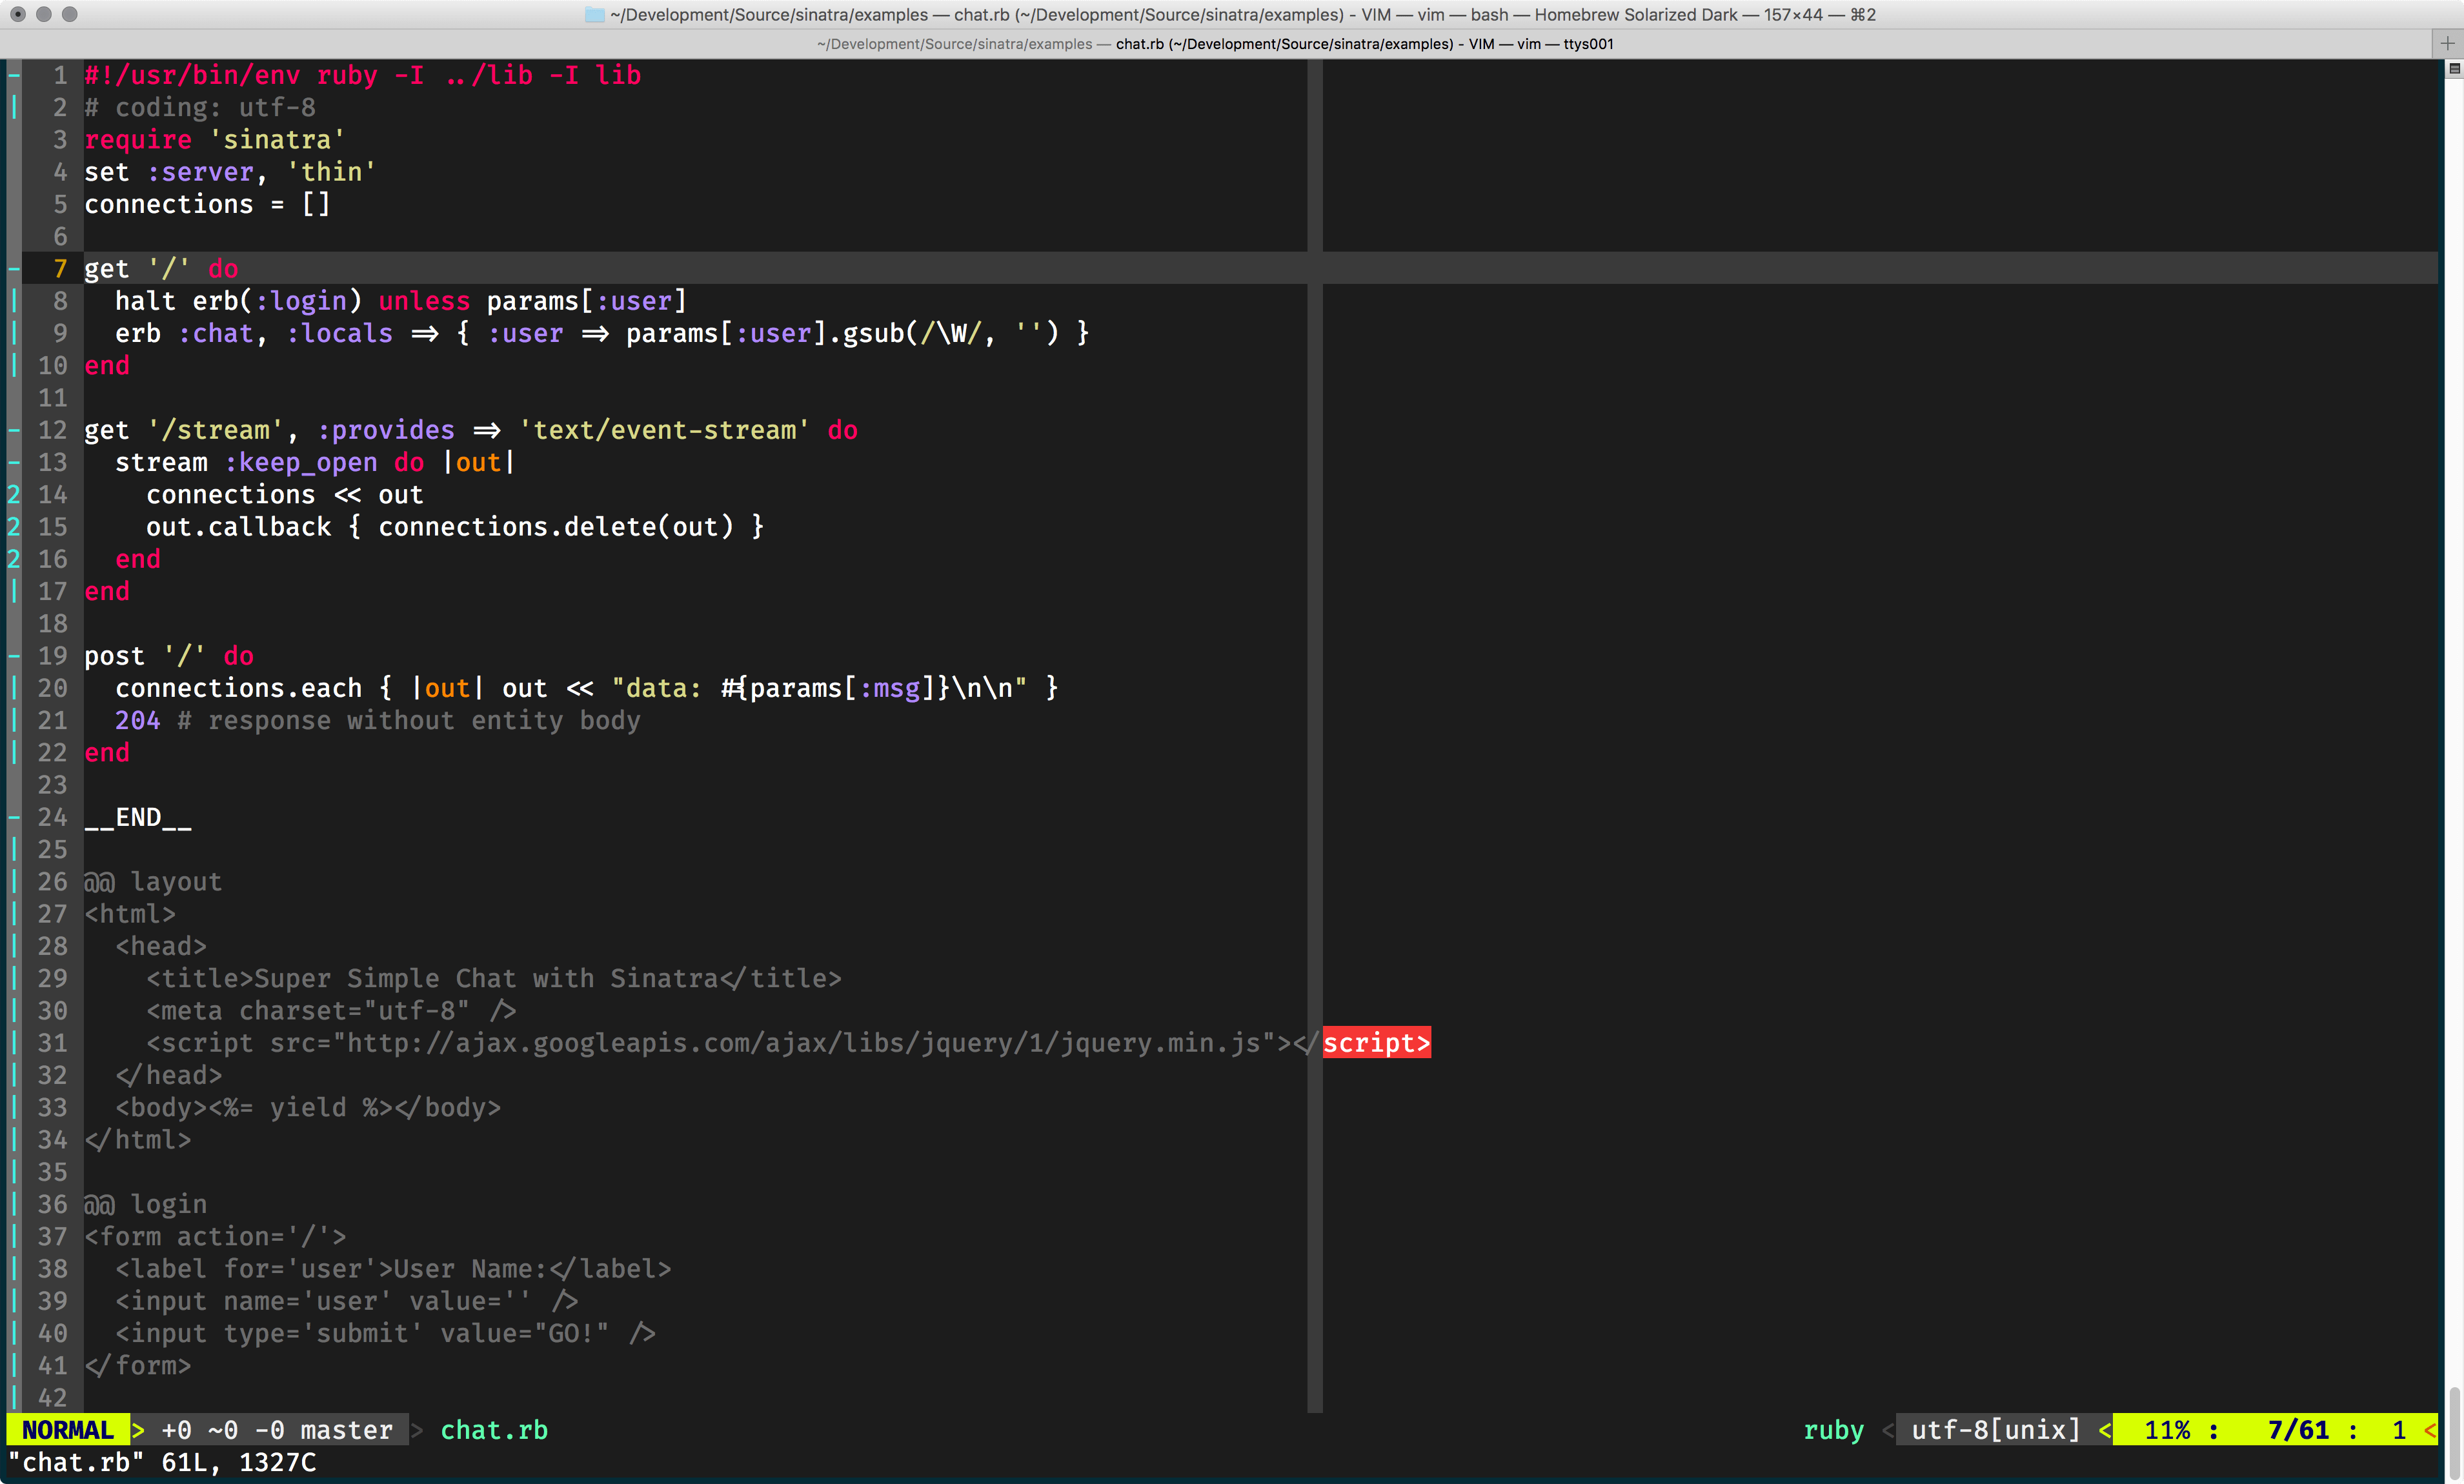 ~/Development/Source/sinatra/examples — chat.rb (~/Development/Source/sinatra/examples) - VIM — vim — bash — Homebrew Solarized Dark — 157×44 — ⌘2
~/Development/Source/sinatra/examples — chat.rb (~/Development/Source/sinatra/examples) - VIM — vim — ttys001
- 1 #!/usr/bin/env ruby -I ../lib -I lib
| 2 # coding: utf-8
3 require 'sinatra'
4 set :server, 'thin'
5 connections = []
6
- 7 get '/' do
| 8   halt erb(:login) unless params[:user]
| 9   erb :chat, :locals => { :user => params[:user].gsub(/\W/, '') }
| 10 end
11
- 12 get '/stream', :provides => 'text/event-stream' do
- 13   stream :keep_open do |out|
2 14     connections << out
2 15     out.callback { connections.delete(out) }
2 16   end
| 17 end
18
- 19 post '/' do
| 20   connections.each { |out| out << "data: #{params[:msg]}\n\n" }
| 21   204 # response without entity body
| 22 end
23
- 24 __END__
| 25
| 26 @@ layout
| 27 <html>
| 28   <head>
| 29     <title>Super Simple Chat with Sinatra</title>
| 30     <meta charset="utf-8" />
| 31     <script src="http://ajax.googleapis.com/ajax/libs/jquery/1/jquery.min.js"></script>
| 32   </head>
| 33   <body><%= yield %></body>
| 34 </html>
| 35
| 36 @@ login
| 37 <form action='/'>
| 38   <label for='user'>User Name:</label>
| 39   <input name='user' value='' />
| 40   <input type='submit' value="GO!" />
| 41 </form>
| 42
NORMAL > +0 ~0 -0 master > chat.rb ruby < utf-8[unix] < 11% : 7/61 : 1 <
"chat.rb" 61L, 1327C